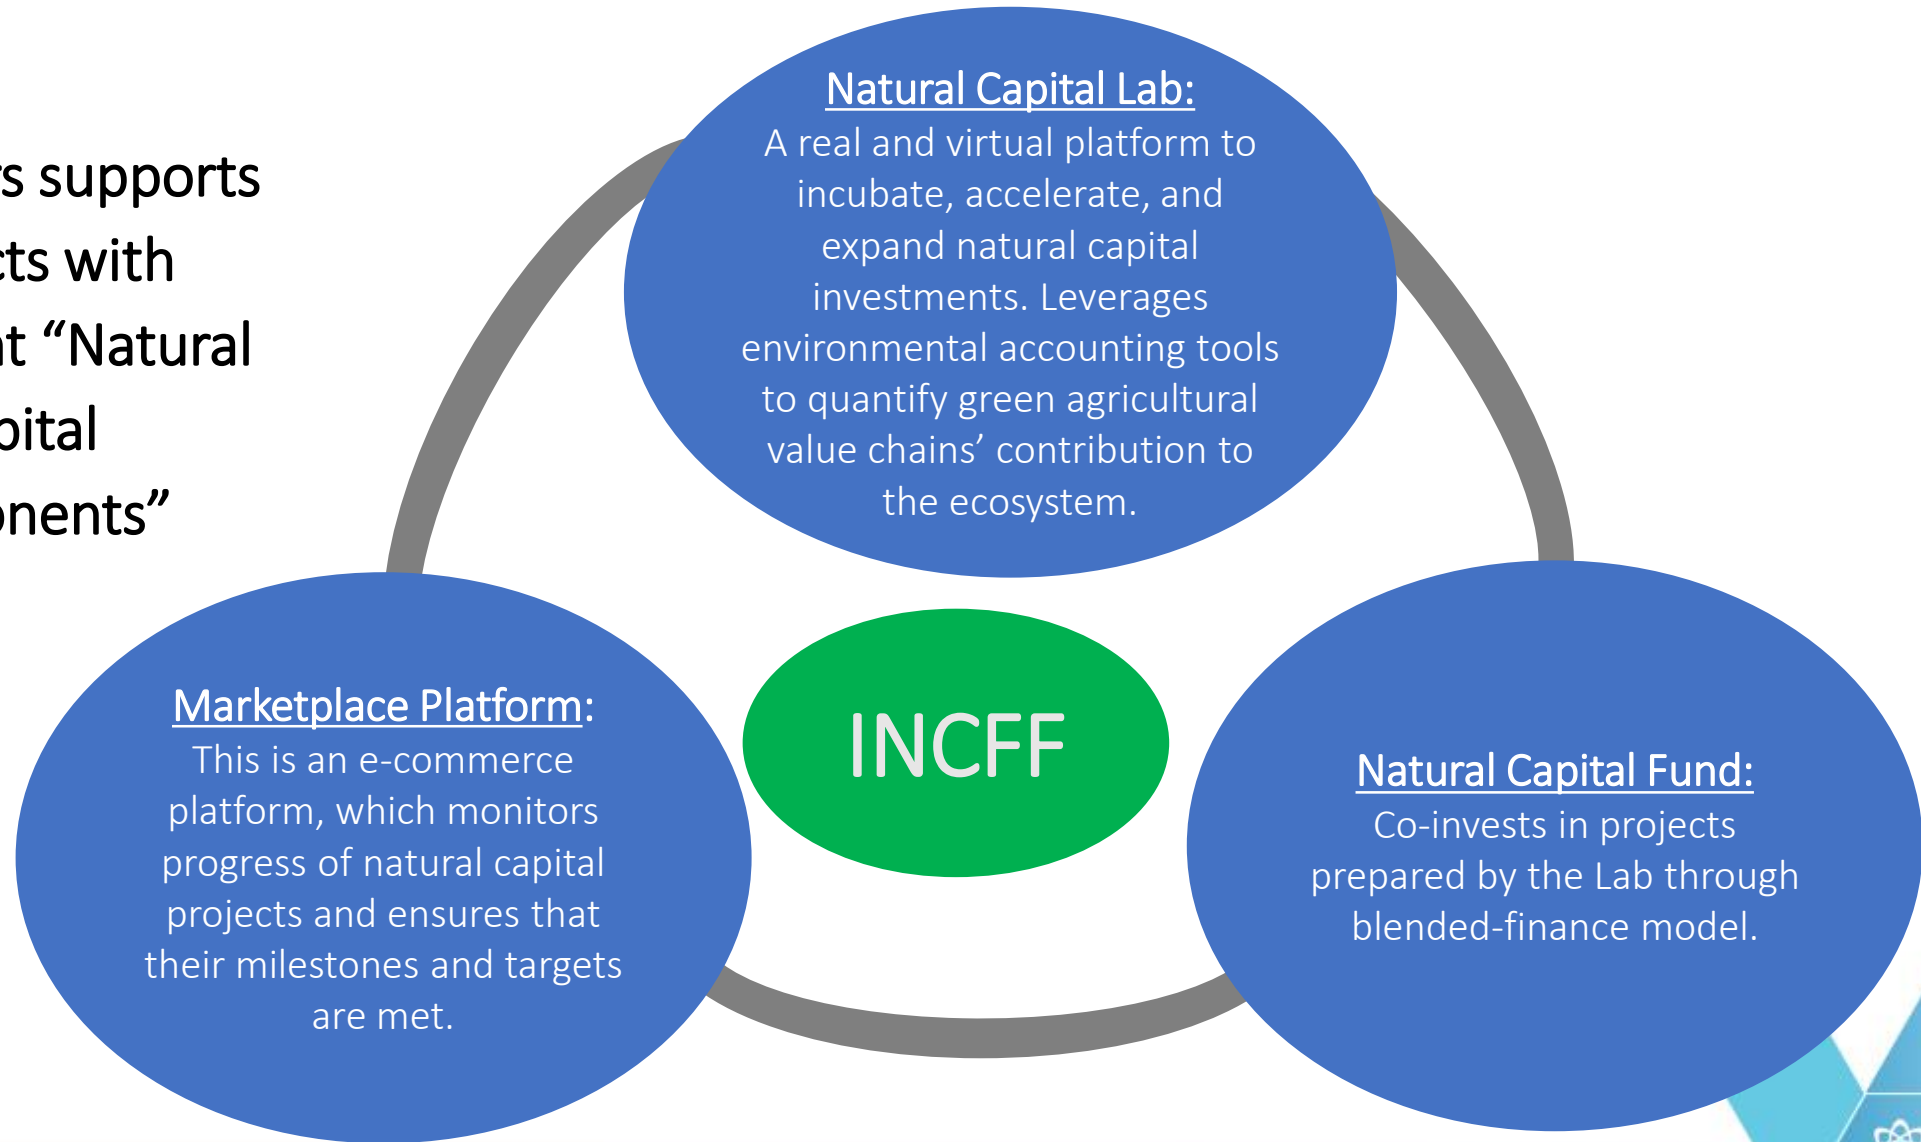 supports
with
“Natural
Natural Capital Lab:
A real and virtual platform to
incubate, accelerate, and
expand natural capital
investments. Leverages
environmental accounting tools
to quantify green agricultural
value chains’ contribution to
the ecosystem.
Marketplace Platform:
This is an e-commerce
platform, which monitors
progress of natural capital
projects and ensures that
their milestones and targets
are met.
INCFF
Natural Capital Fund:
Co-invests in projects
prepared by the Lab through
blended-finance model.